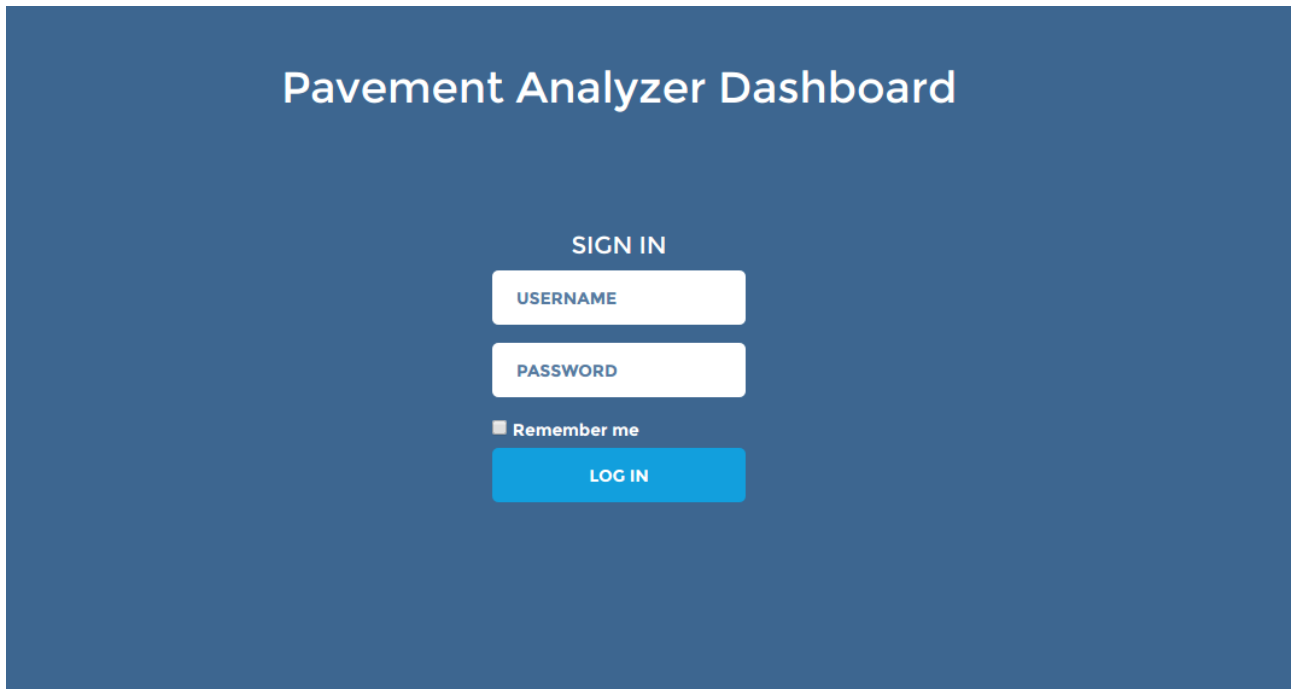 Pavement Analyzer Dashboard
SIGN IN
USERNAME
PASSWORD
Remember me
LOG IN